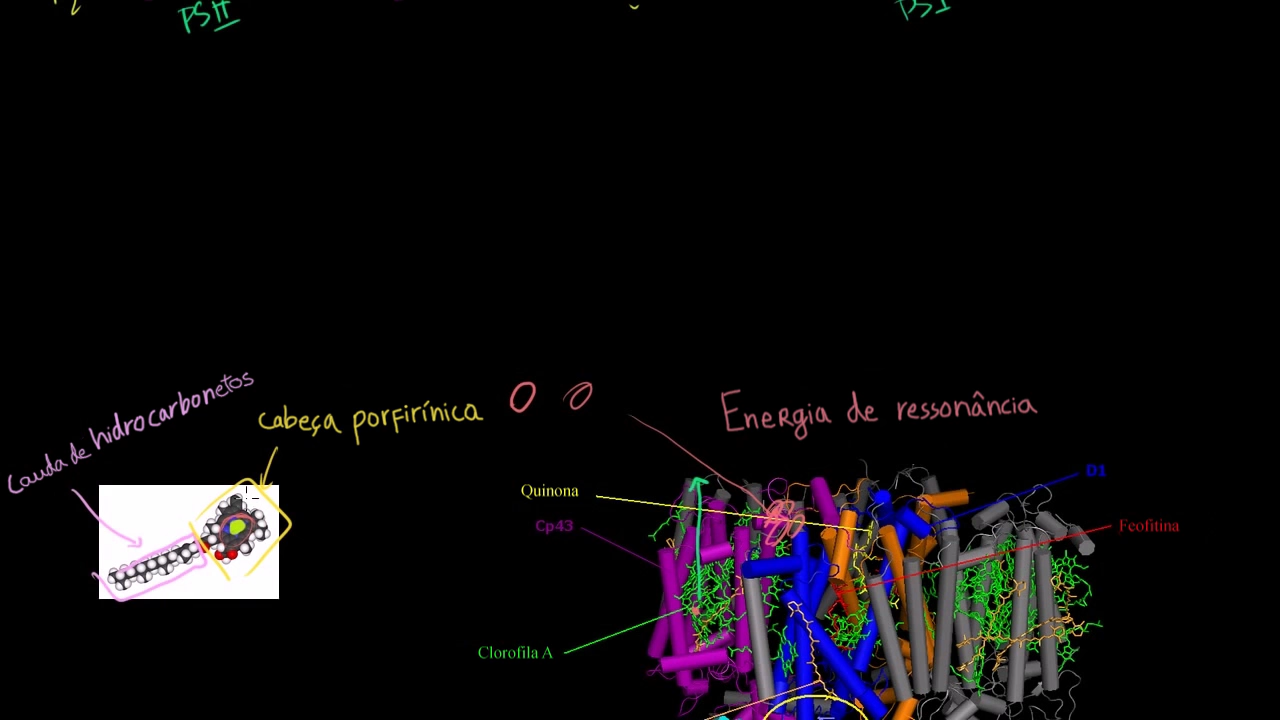 PSII
PSI
Cauda de hidrocarbonetos
Cabeça porfirínica
Energia de ressonância
Quinona
D1
Cp43
Feofitina
Clorofila A